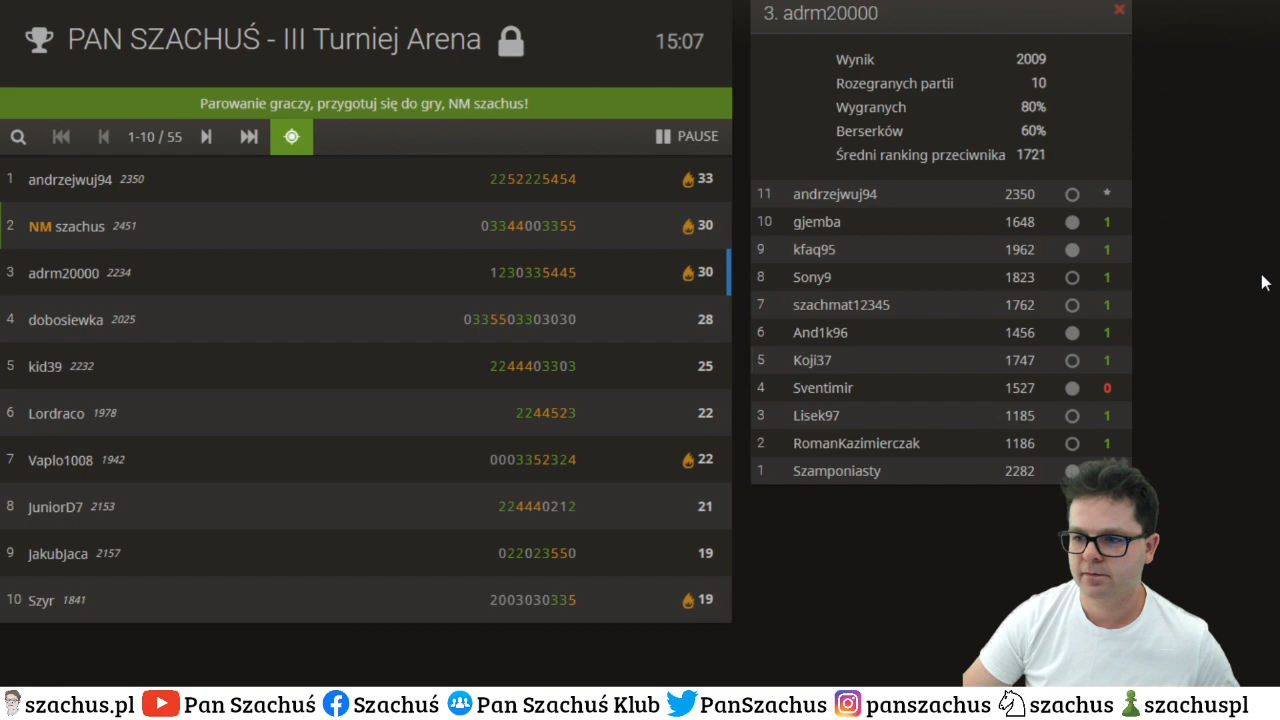 PAN SZACHUŚ - III Turniej Arena
15:07
Parowanie graczy, przygotuj się do gry, NM szachus!
1-10 / 55
PAUSE
1 andrzejwuj94 2350 2252225454 33
2 NM szachus 2451 03344003355 30
3 adrm20000 2234 1230335445 30
4 dobosiewka 2025 0335503303030 28
5 kid39 2232 2244403303 25
6 Lordraco 1978 2244523 22
7 Vaplo1008 1942 0003352324 22
8 JuniorD7 2153 224440212 21
9 JakubJaca 2157 022023550 19
10 Szyr 1841 2003030335 19
3. adrm20000
Wynik 2009
Rozegranych partii 10
Wygranych 80%
Berserków 60%
Średni ranking przeciwnika 1721
11 andrzejwuj94 2350 *
10 gjemba 1648 1
9 kfaq95 1962 1
8 Sony9 1823 1
7 szachmat12345 1762 1
6 And1k96 1456 1
5 Koji37 1747 1
4 Sventimir 1527 0
3 Lisek97 1185 1
2 RomanKazimierczak 1186 1
1 Szamponiasty 2282
szachus.pl Pan Szachuś Szachuś Pan Szachuś Klub PanSzachus panszachus szachus szachuspl